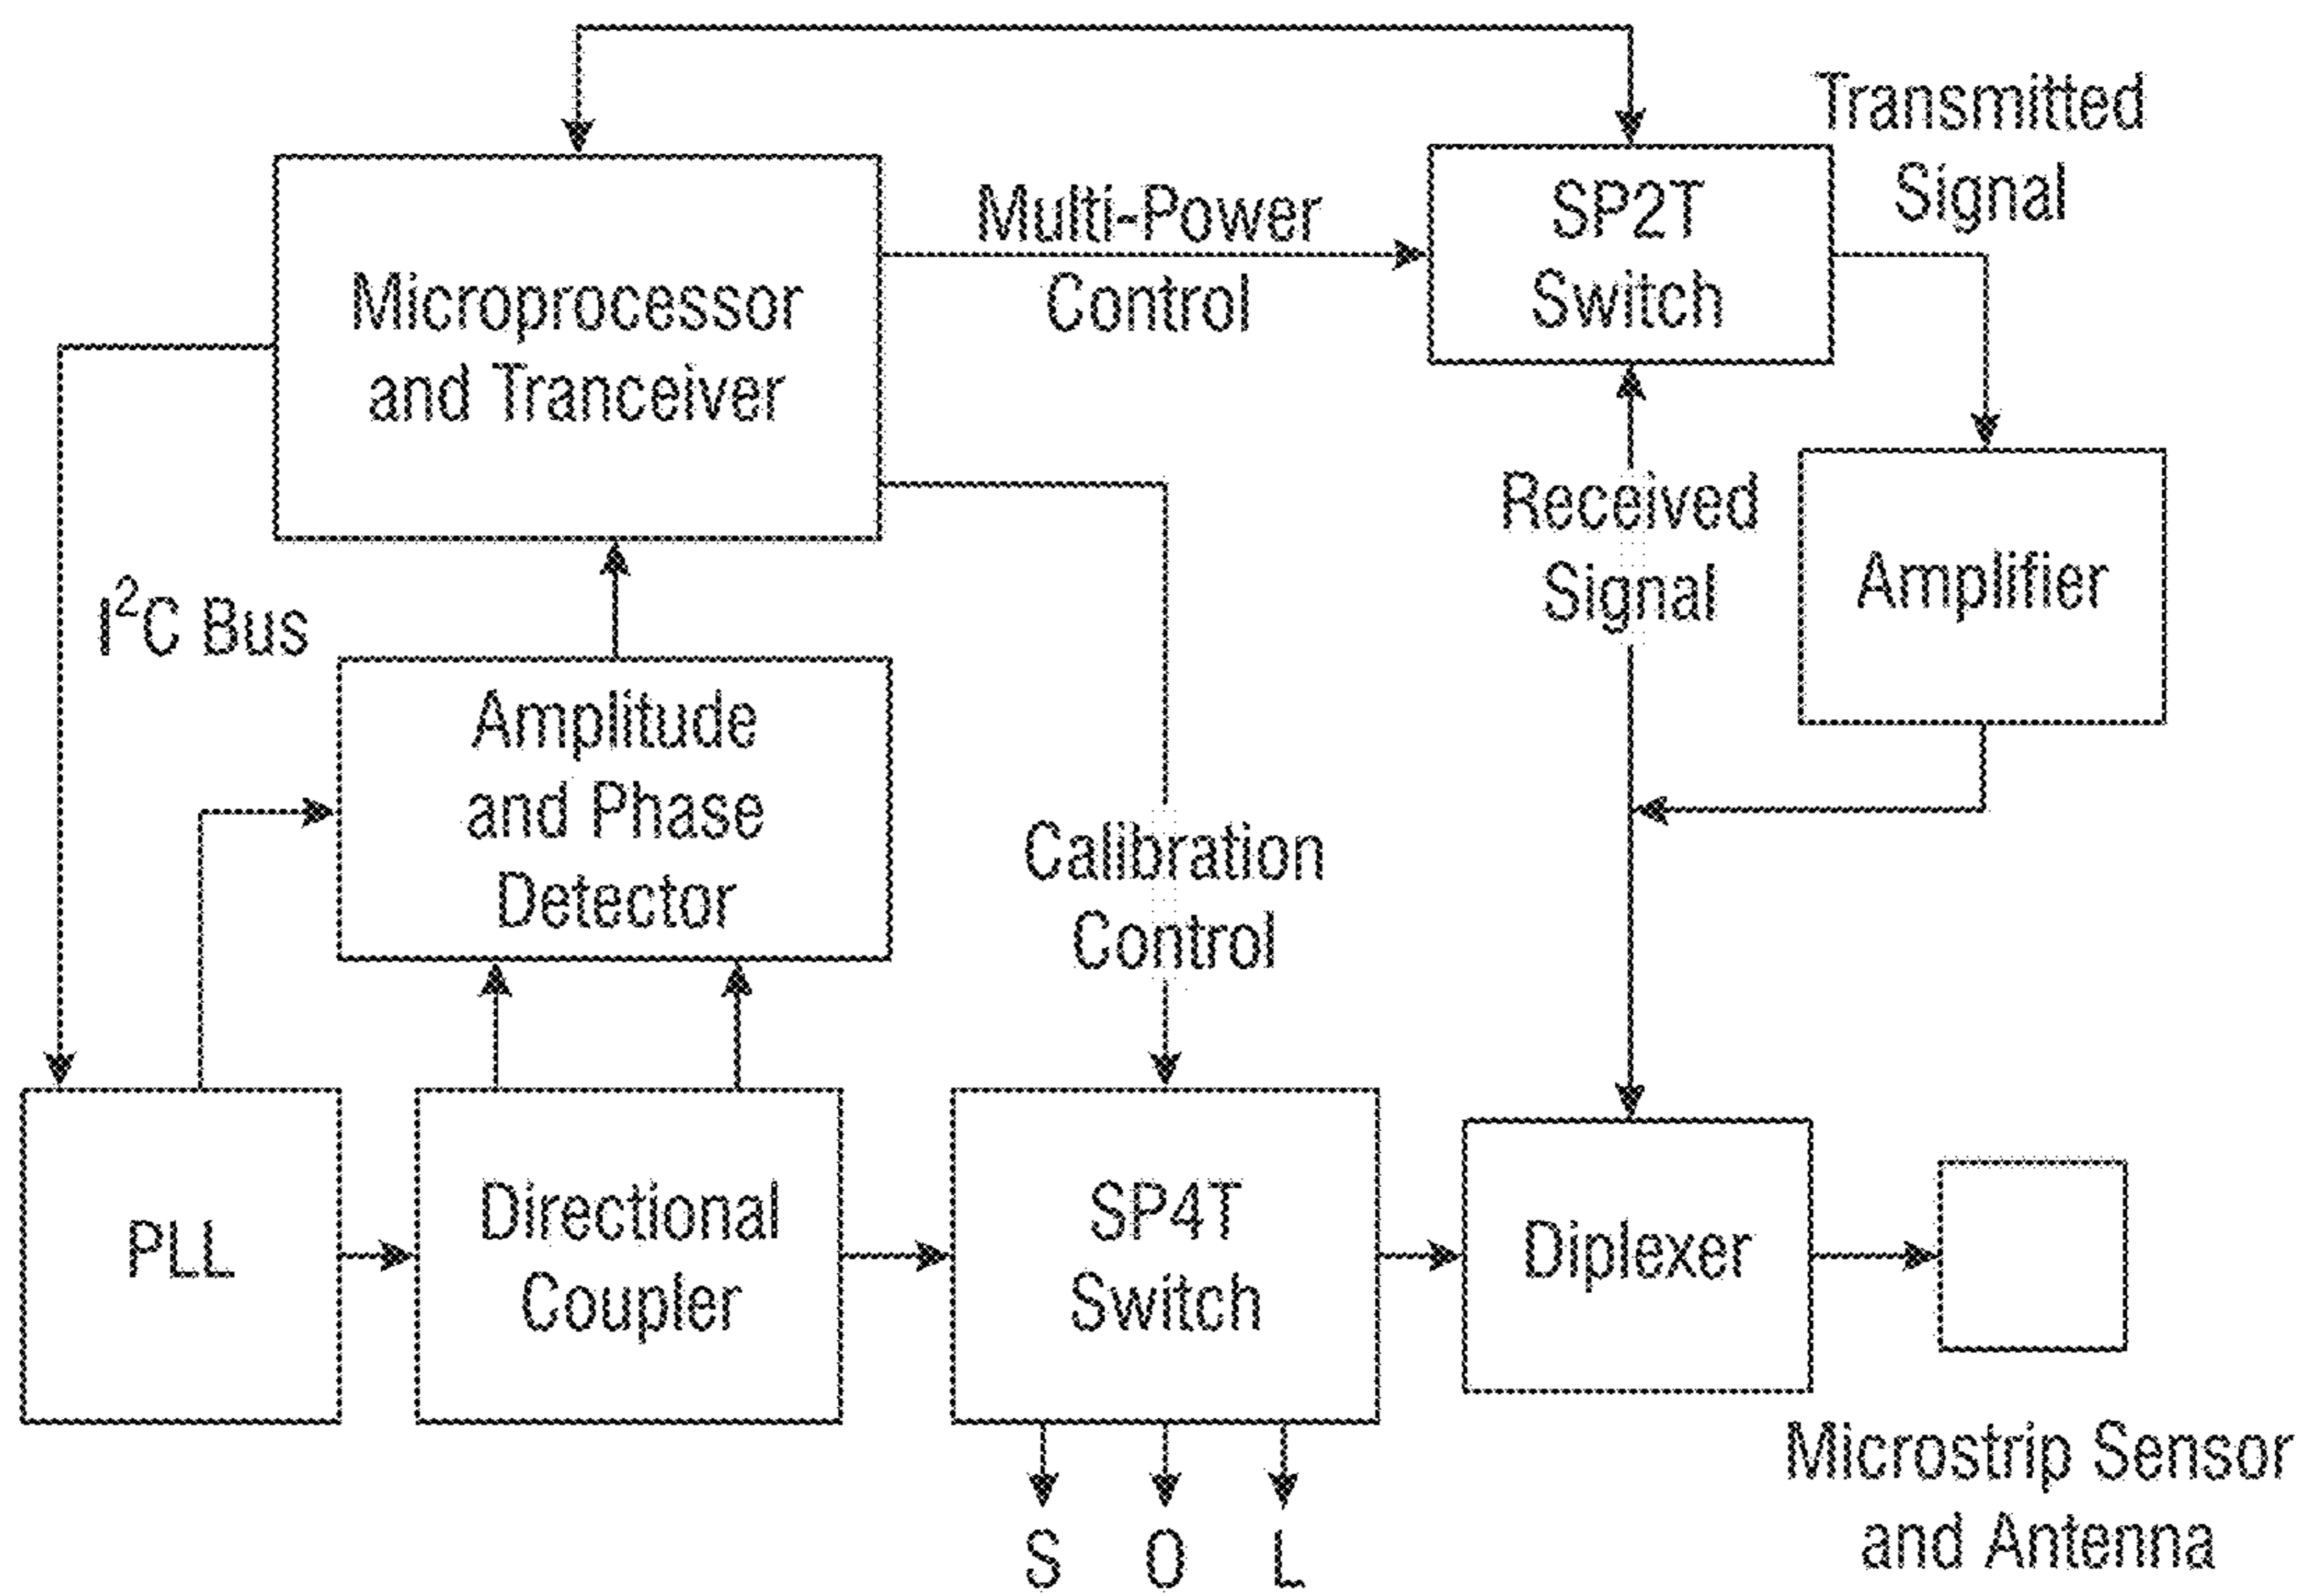 Transmitted
Signal
SP2T
Switch
Multi-Power
Control
Microprocessor
and Tranceiver
Received
Signal
Amplifier
I²C Bus
Amplitude
and Phase
Detector
Calibration
Control
PLL
Directional
Coupler
SP4T
Switch
Diplexer
Microstrip Sensor
and Antenna
S O L